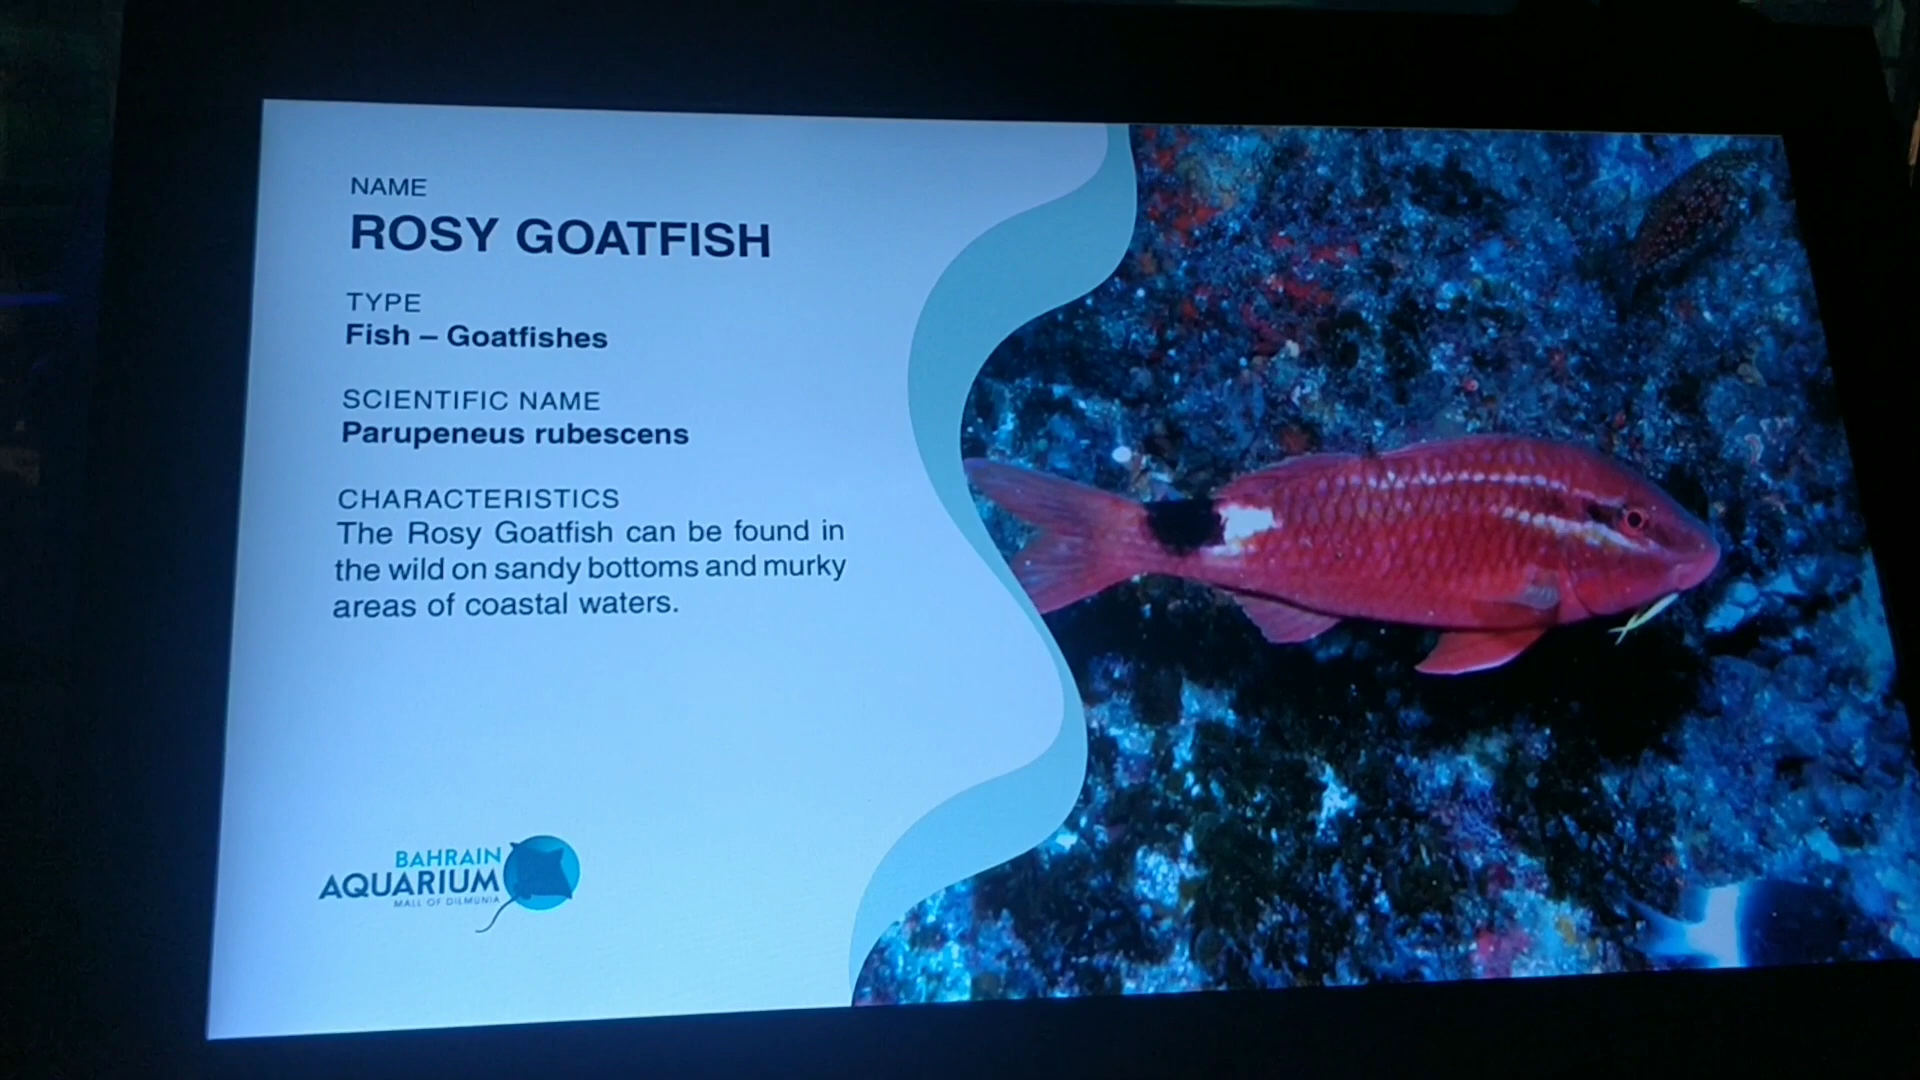 NAME
ROSY GOATFISH
TYPE
Fish – Goatfishes
SCIENTIFIC NAME
Parupeneus rubescens
CHARACTERISTICS
The Rosy Goatfish can be found in
the wild on sandy bottoms and murky
areas of coastal waters.
BAHRAIN
AQUARIUM
MALL OF DILMUNIA